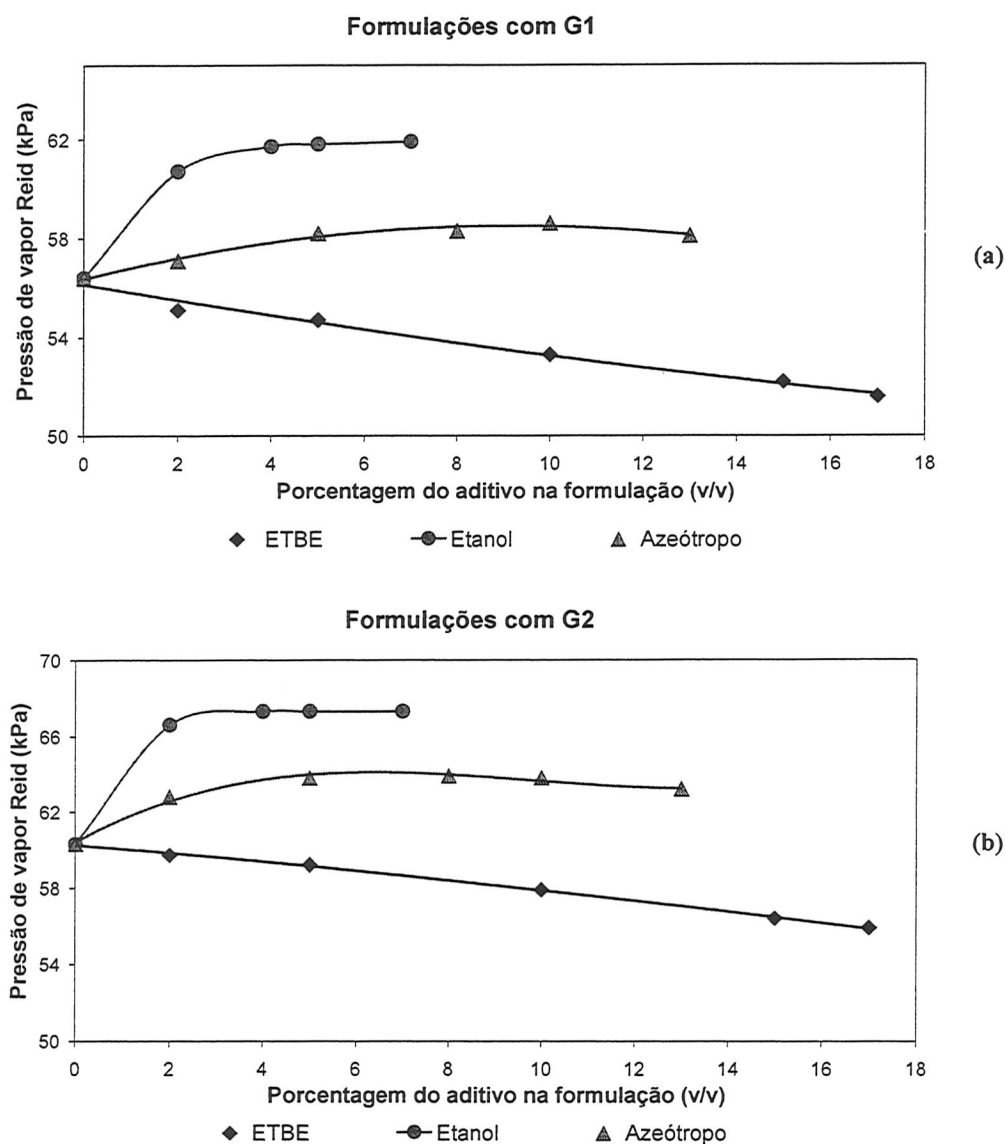 Formulações com G1
Pressão de vapor Reid (kPa)
62
58
54
50
0 2 4 6 8 10 12 14 16 18
Porcentagem do aditivo na formulação (v/v)
ETBE Etanol Azeótropo
(a)
Formulações com G2
Pressão de vapor Reid (kPa)
70
66
62
58
54
50
0 2 4 6 8 10 12 14 16 18
Porcentagem do aditivo na formulação (v/v)
ETBE Etanol Azeótropo
(b)